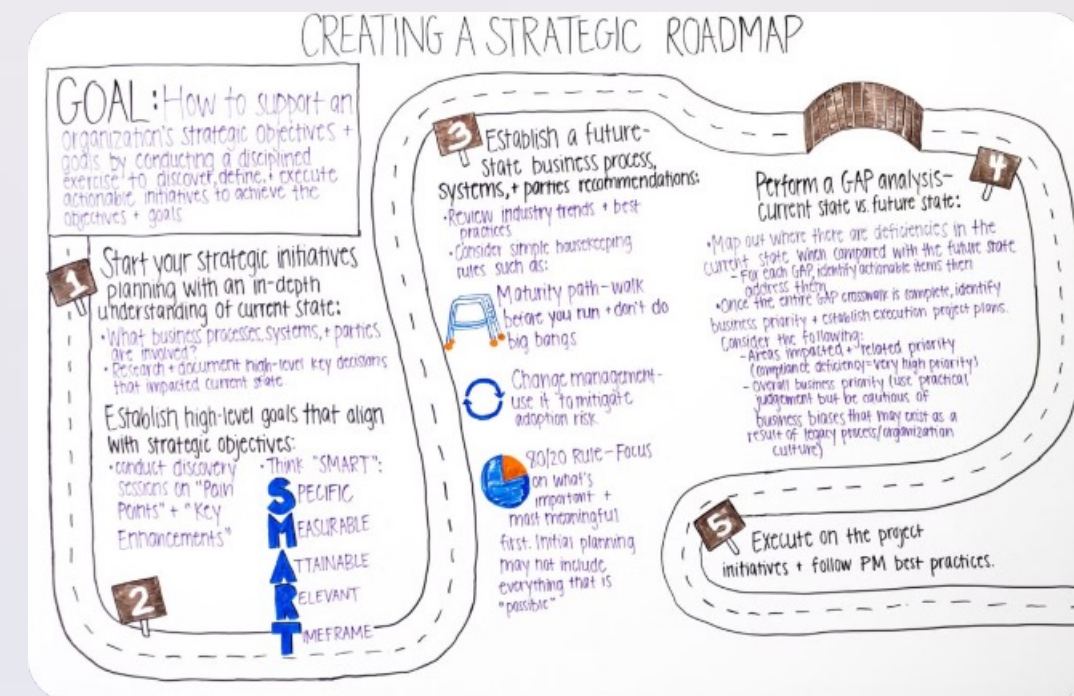 CREATING A STRATEGIC ROADMAP
GOAL: How to support an
organization's strategic objectives +
goals by conducting a disciplined
exercise to discover, define, + execute
actionable initiatives to achieve the
objectives + goals
1
Start your strategic initiatives
planning with an in-depth
understanding of current state:
• What business processes, systems, + parties
are involved?
• Research + document high-level key decisions
that impacted current state
2
Establish high-level goals that align
with strategic objectives:
• conduct discovery
sessions on "Pain
Points" + "Key
Enhancements"
• Think "SMART":
SPECIFIC
MEASURABLE
ATTAINABLE
RELEVANT
TIMEFRAME
3
Establish a future-
state business process,
systems, + parties recommendations:
• Review industry trends + best
practices
• Consider simple housekeeping
rules such as:
Maturity path-walk
before you run + don't do
big bangs
Change management-
use it to mitigate
adoption risk
80/20 Rule-Focus
on what's
important +
most meaningful
first. Initial planning
may not include
everything that is
"possible"
4
Perform a GAP analysis-
Current state vs. future state:
• Map out where there are deficiencies in the
current state when compared with the future state
- For each GAP, identify actionable items then
address them
• Once the entire GAP crosswalk is complete, identify
business priority + establish execution project plans.
Consider the following:
- Areas impacted + related priority
(compliance deficiency = very high priority)
- overall business priority (use practical
judgement but be cautious of
business biases that may exist as a
result of legacy process/organization
culture)
5
Execute on the project
initiatives + follow PM best practices.